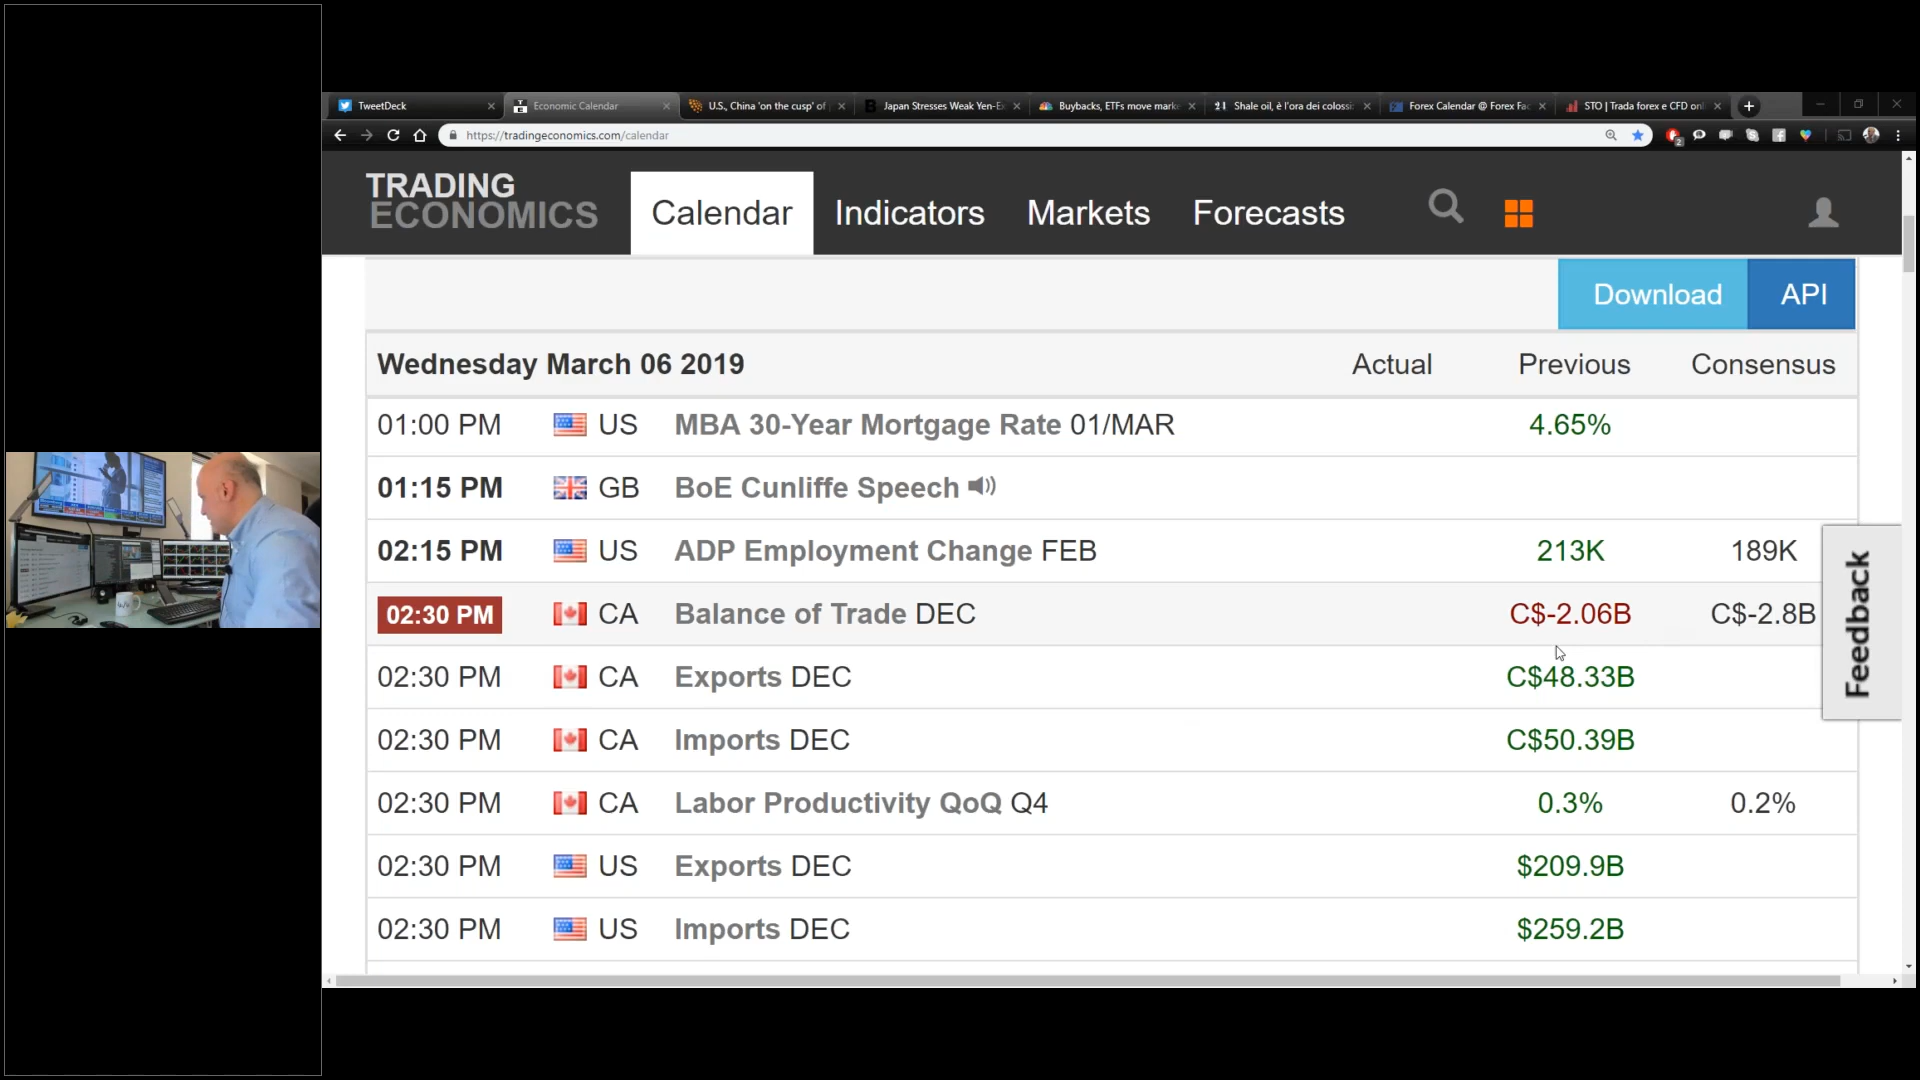 TweetDeck
Economic Calendar
U.S., China 'on the cusp' of
Japan Stresses Weak Yen-E
Buybacks, ETFs move mark
Shale oil, è l'ora dei coloss
Forex Calendar @ Forex Fac
STO | Trada forex e CFD onl
https://tradingeconomics.com/calendar
TRADING
ECONOMICS
Calendar
Indicators
Markets
Forecasts
Download
API
Wednesday March 06 2019 Actual Previous Consensus
01:00 PM US MBA 30-Year Mortgage Rate 01/MAR 4.65%
01:15 PM GB BoE Cunliffe Speech
02:15 PM US ADP Employment Change FEB 213K 189K
02:30 PM CA Balance of Trade DEC C$-2.06B C$-2.8B
02:30 PM CA Exports DEC C$48.33B
02:30 PM CA Imports DEC C$50.39B
02:30 PM CA Labor Productivity QoQ Q4 0.3% 0.2%
02:30 PM US Exports DEC $209.9B
02:30 PM US Imports DEC $259.2B
Feedback